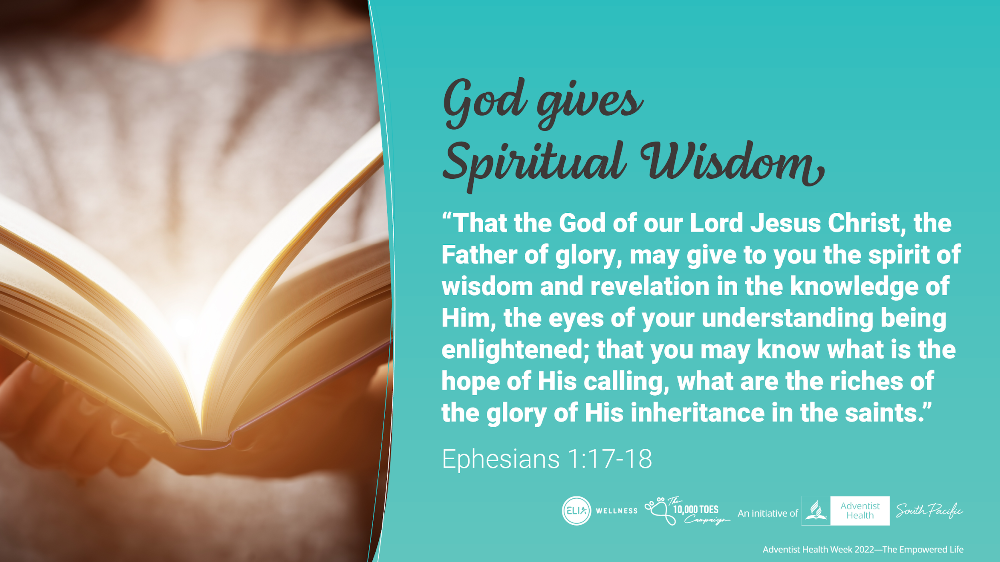 God gives
Spiritual Wisdom
“That the God of our Lord Jesus Christ, the
Father of glory, may give to you the spirit of
wisdom and revelation in the knowledge of
Him, the eyes of your understanding being
enlightened; that you may know what is the
hope of His calling, what are the riches of
the glory of His inheritance in the saints.”
Ephesians 1:17-18
ELIA WELLNESS
The
10,000 TOES
Campaign
An initiative of
Adventist
Health
South Pacific
Adventist Health Week 2022—The Empowered Life